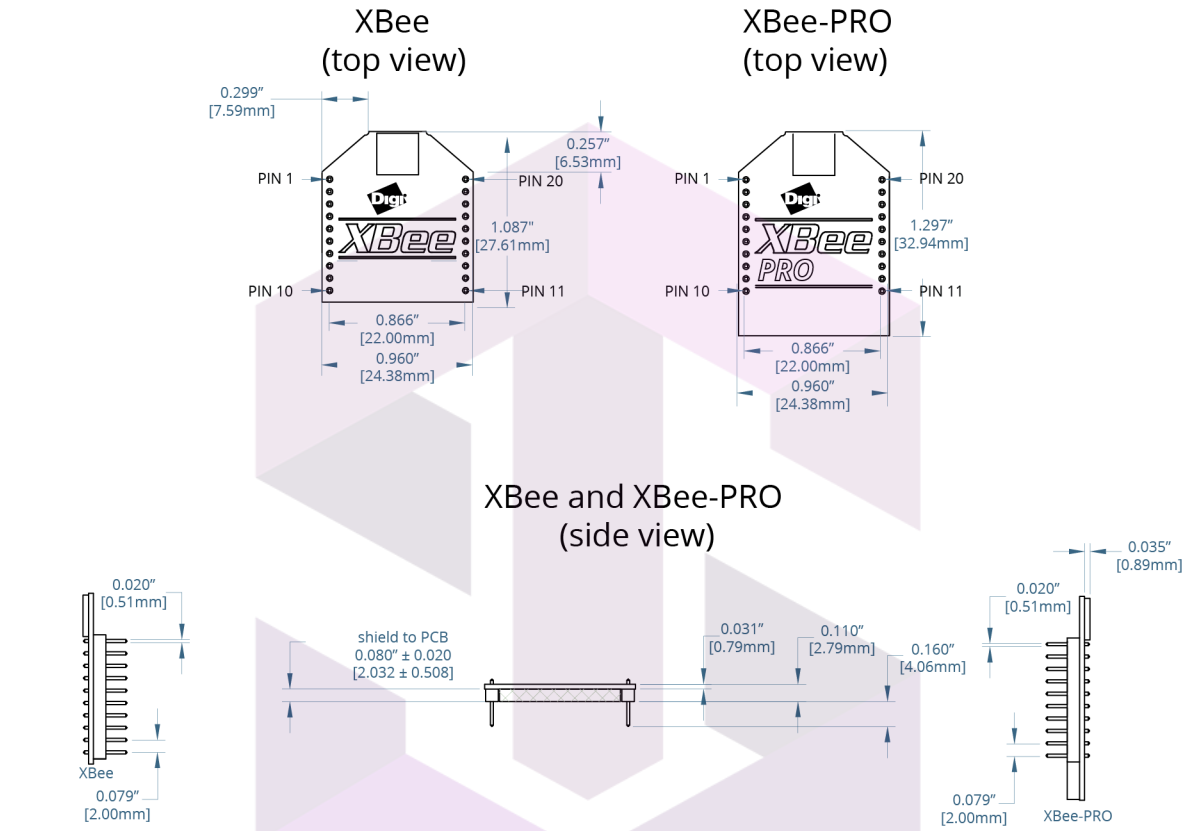 XBee
(top view)
0.299”
[7.59mm]
0.257”
[6.53mm]
PIN 1
PIN 20
Digi
XBee
1.087"
[27.61mm]
PIN 10
PIN 11
0.866”
[22.00mm]
0.960”
[24.38mm]
XBee-PRO
(top view)
PIN 1
PIN 20
Digi
XBee
PRO
1.297"
[32.94mm]
PIN 10
PIN 11
0.866”
[22.00mm]
0.960”
[24.38mm]
XBee and XBee-PRO
(side view)
0.020”
[0.51mm]
XBee
0.079”
[2.00mm]
shield to PCB
0.080” ± 0.020
[2.032 ± 0.508]
0.031”
[0.79mm]
0.110”
[2.79mm]
0.160”
[4.06mm]
0.035”
[0.89mm]
0.020”
[0.51mm]
0.079”
[2.00mm]
XBee-PRO